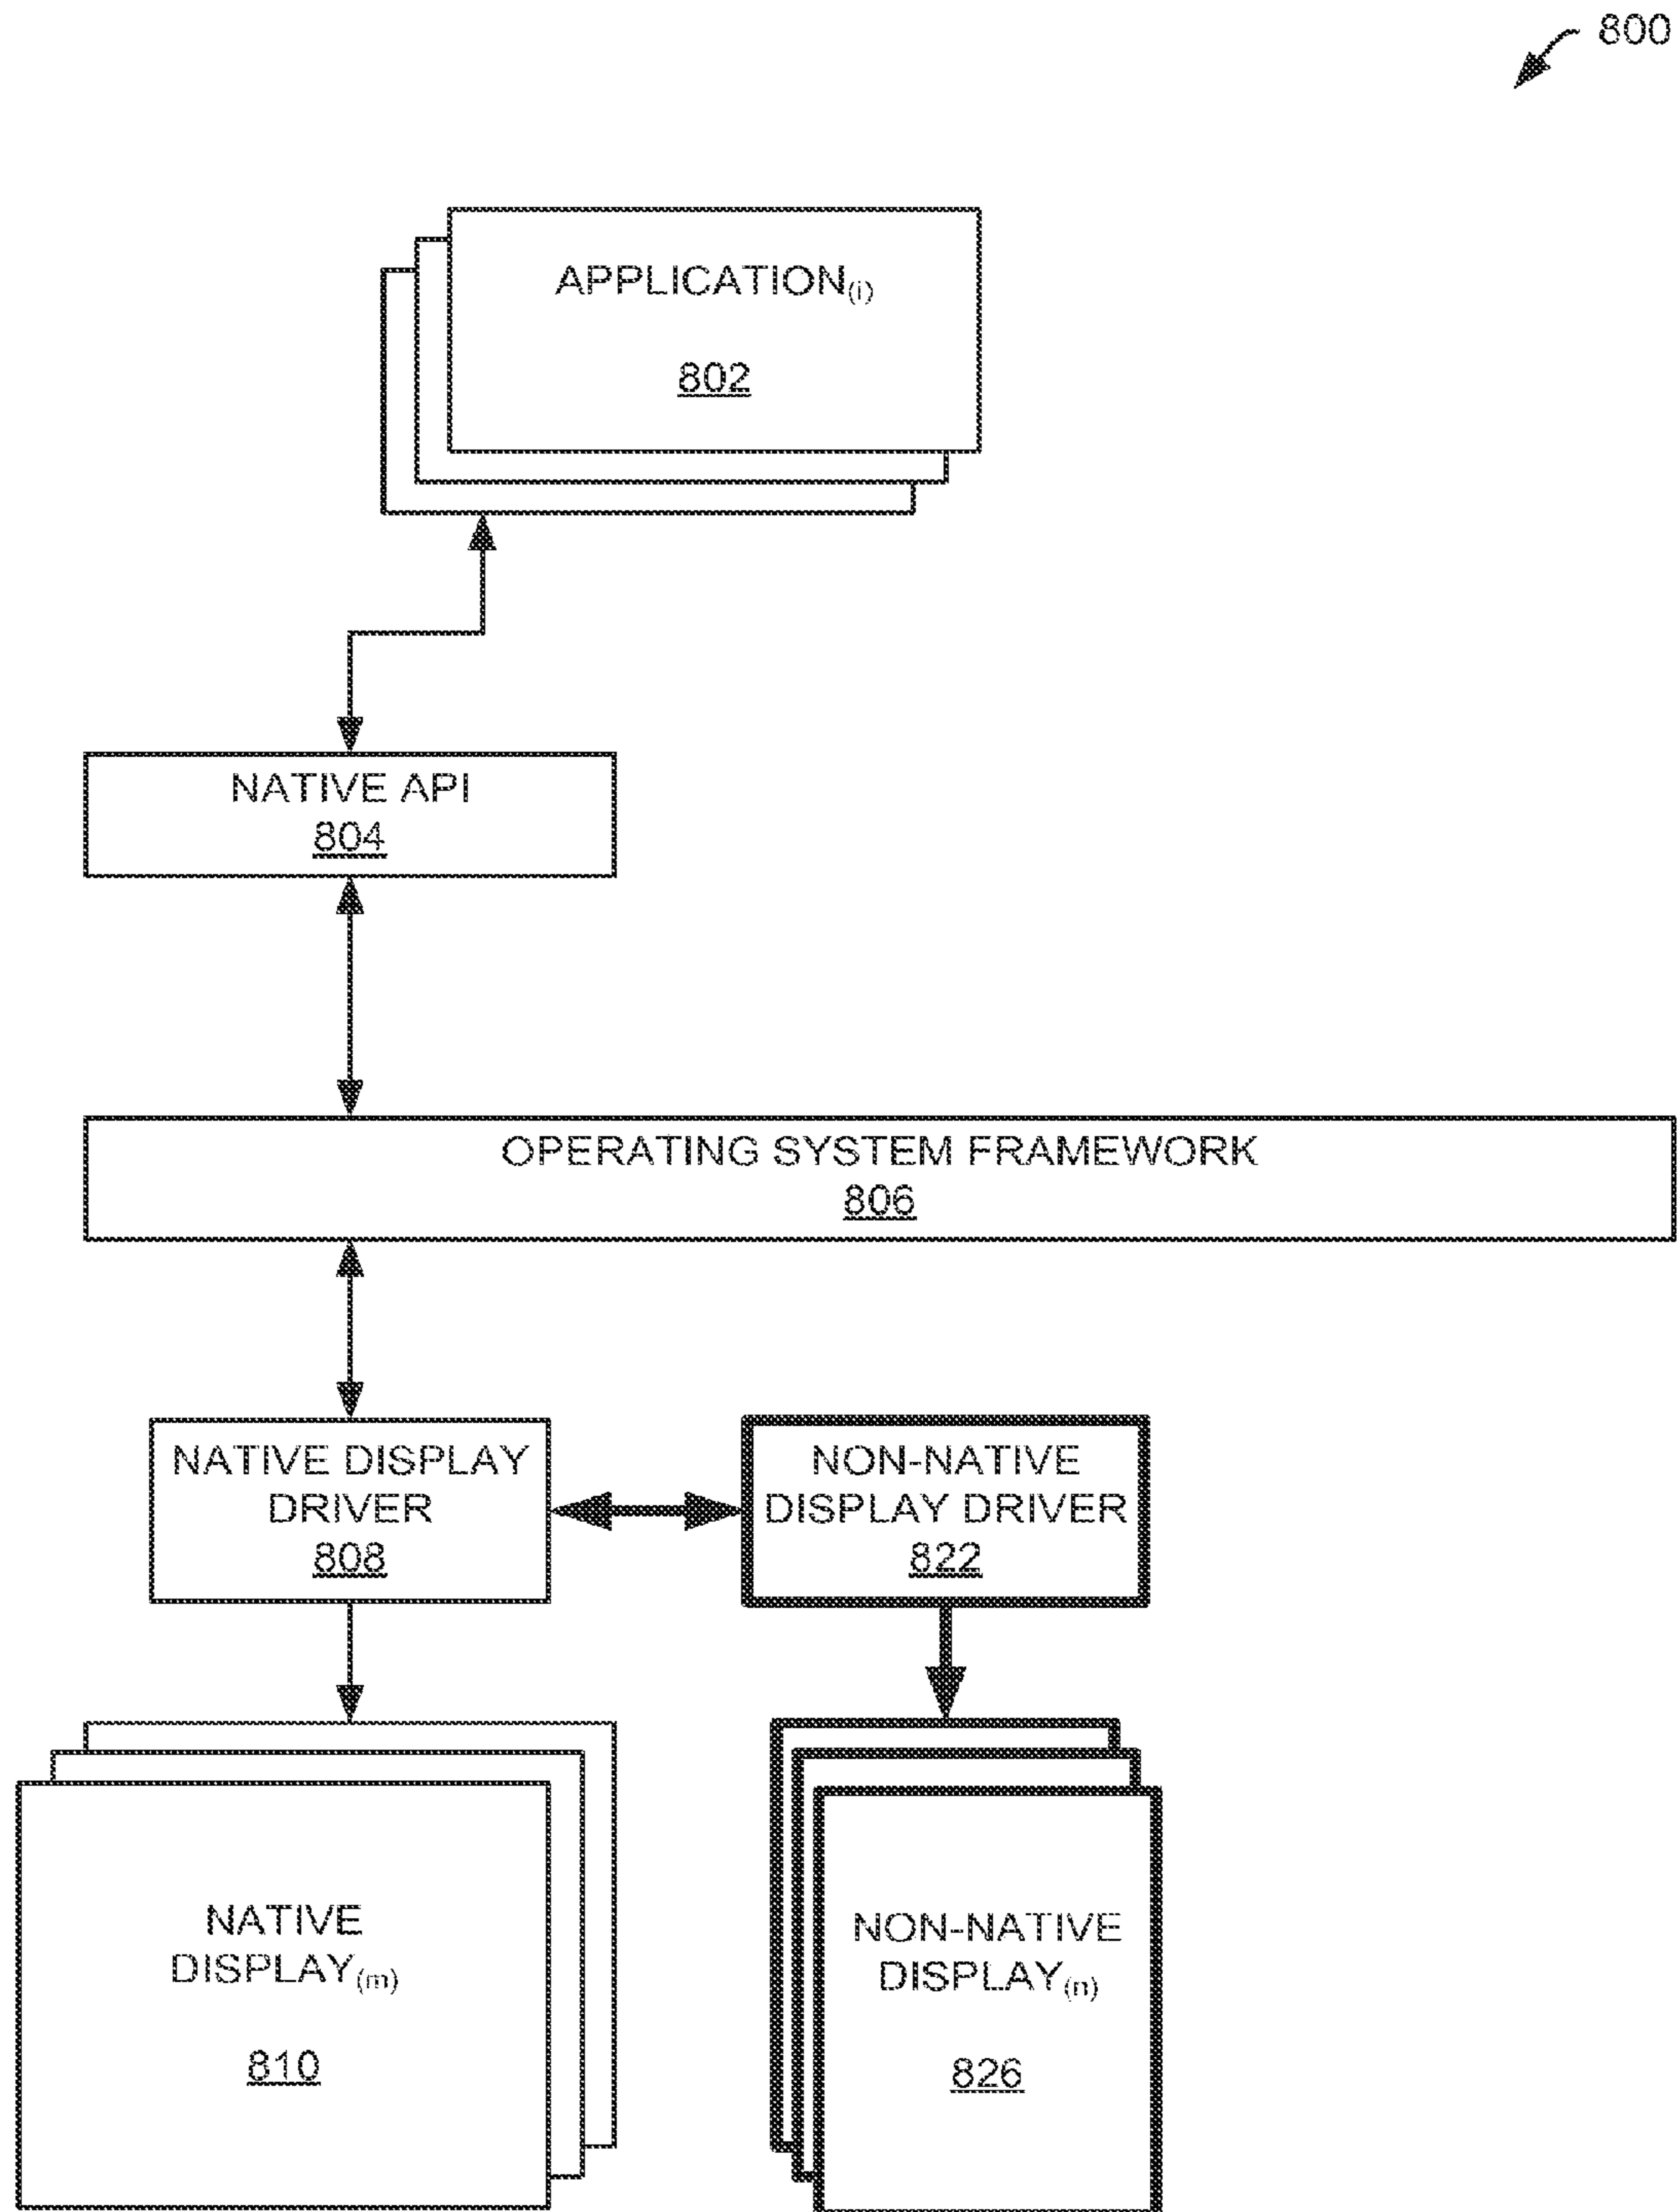 800
APPLICATION(i)
802
NATIVE API
804
OPERATING SYSTEM FRAMEWORK
806
NATIVE DISPLAY
DRIVER
808
NON-NATIVE
DISPLAY DRIVER
822
NATIVE
DISPLAY(m)
810
NON-NATIVE
DISPLAY(n)
826